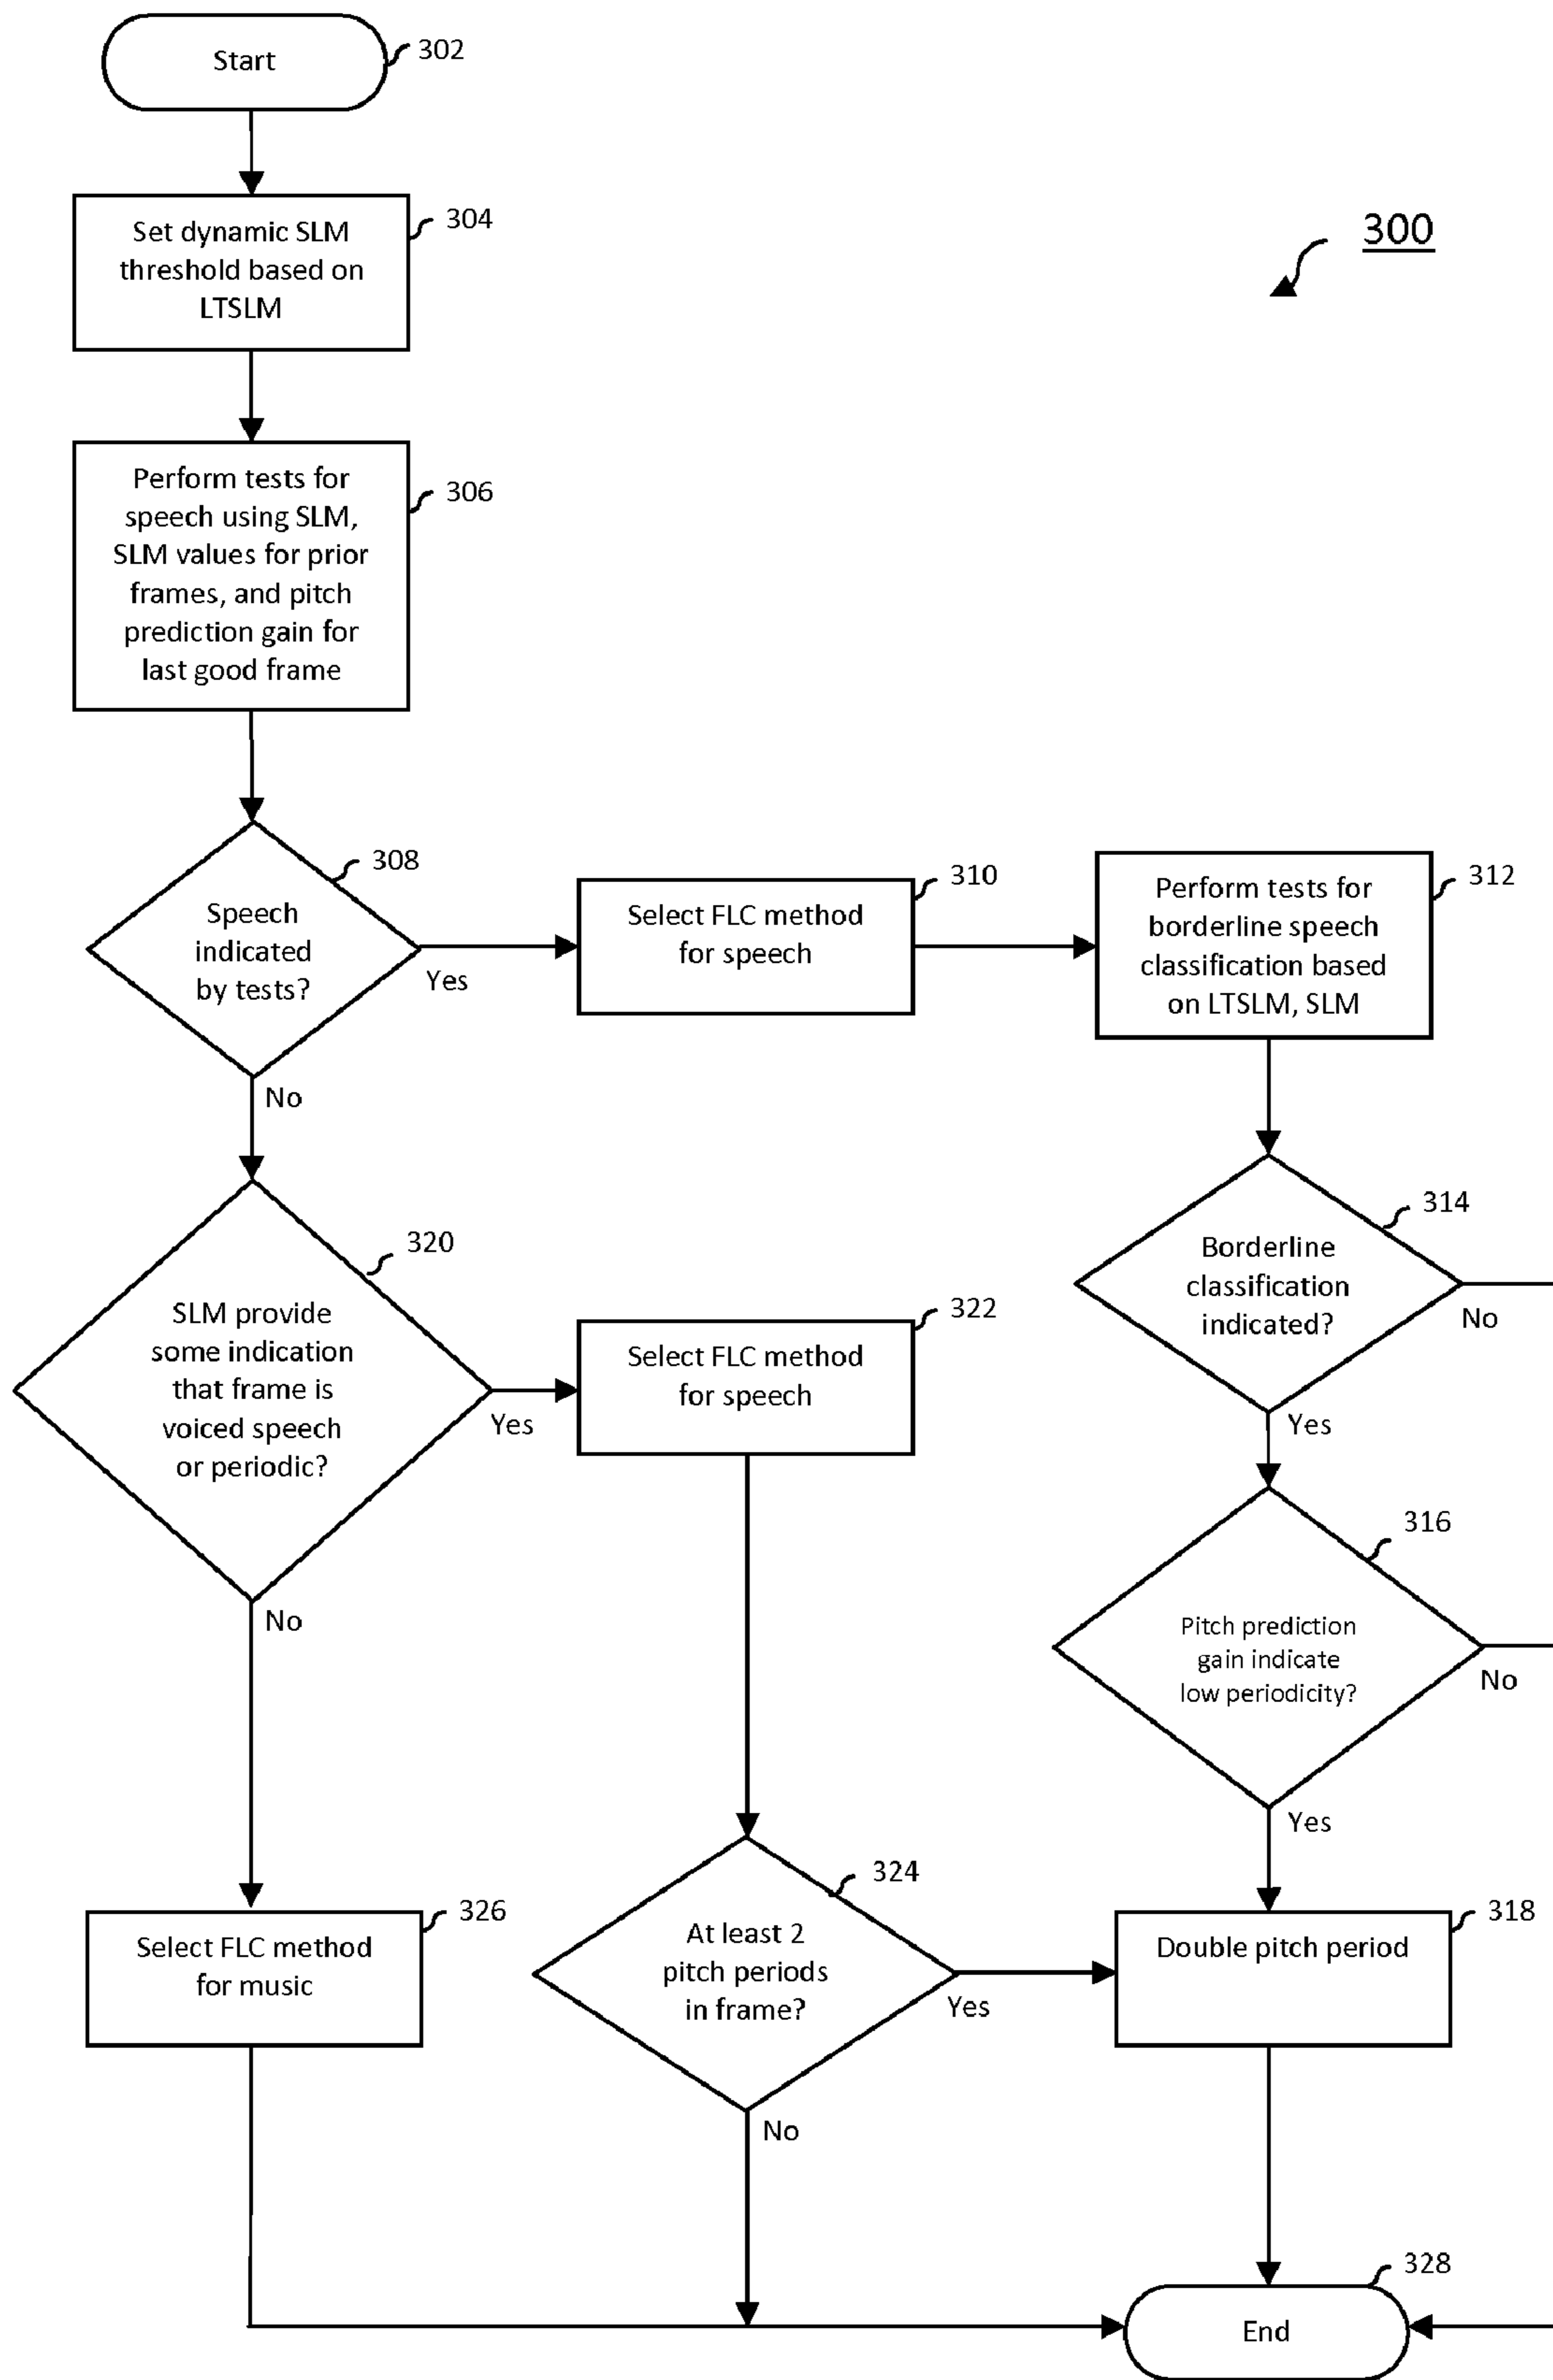 Start
302
Set dynamic SLM
threshold based on
LTSLM
304
300
Perform tests for
speech using SLM,
SLM values for prior
frames, and pitch
prediction gain for
last good frame
306
Speech
indicated
by tests?
308
Yes
No
Select FLC method
for speech
310
Perform tests for
borderline speech
classification based
on LTSLM, SLM
312
Borderline
classification
indicated?
314
No
Yes
SLM provide
some indication
that frame is
voiced speech
or periodic?
320
Yes
No
Select FLC method
for speech
322
Pitch prediction
gain indicate
low periodicity?
316
No
Yes
Select FLC method
for music
326
At least 2
pitch periods
in frame?
324
Yes
No
Double pitch period
318
End
328